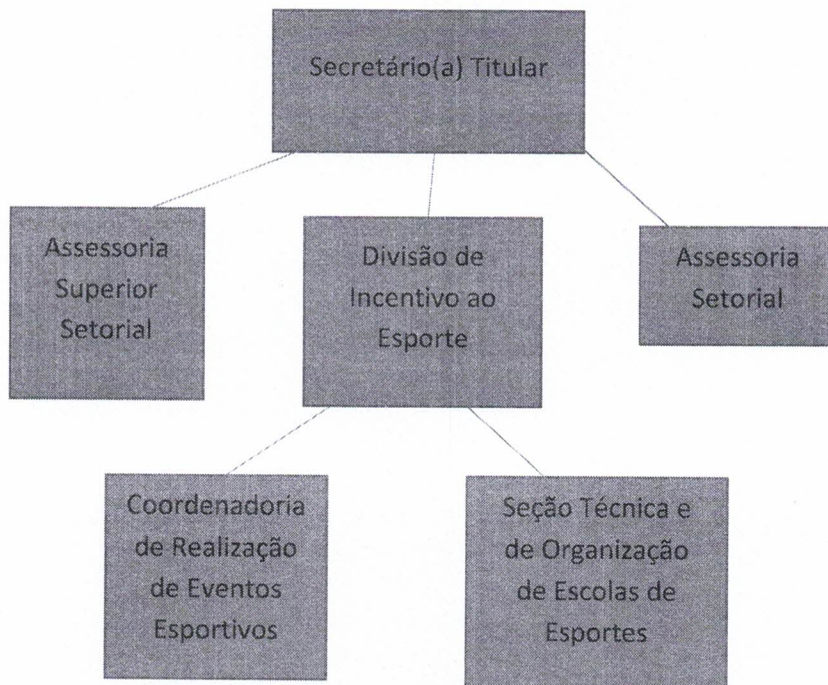 Secretário(a) Titular
Assessoria
Superior
Setorial
Divisão de
Incentivo ao
Esporte
Assessoria
Setorial
Coordenadoria
de Realização
de Eventos
Esportivos
Seção Técnica e
de Organização
de Escolas de
Esportes